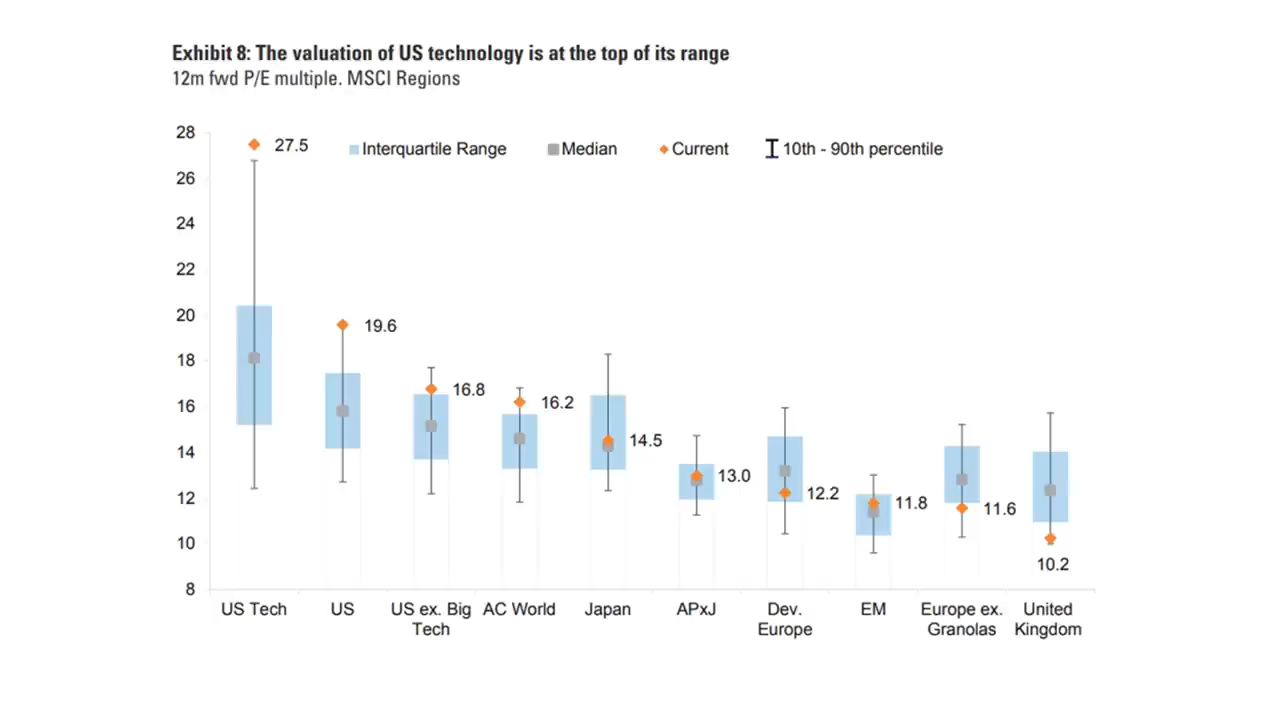 Exhibit 8: The valuation of US technology is at the top of its range
12m fwd P/E multiple. MSCI Regions
28
26
24
22
20
18
16
14
12
10
8
Interquartile Range
Median
Current
10th - 90th percentile
27.5
19.6
16.8
16.2
14.5
13.0
12.2
11.8
11.6
10.2
US Tech
US
US ex. Big
Tech
AC World
Japan
APxJ
Dev.
Europe
EM
Europe ex.
Granolas
United
Kingdom